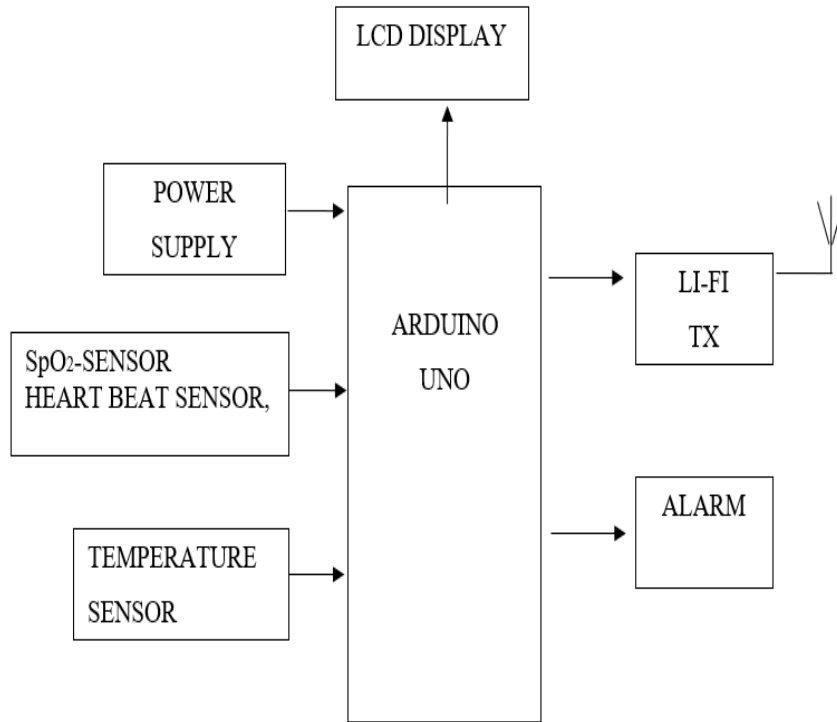 LCD DISPLAY
POWER
SUPPLY
SpO₂-SENSOR
HEART BEAT SENSOR,
TEMPERATURE
SENSOR
ARDUINO
UNO
LI-FI
TX
ALARM